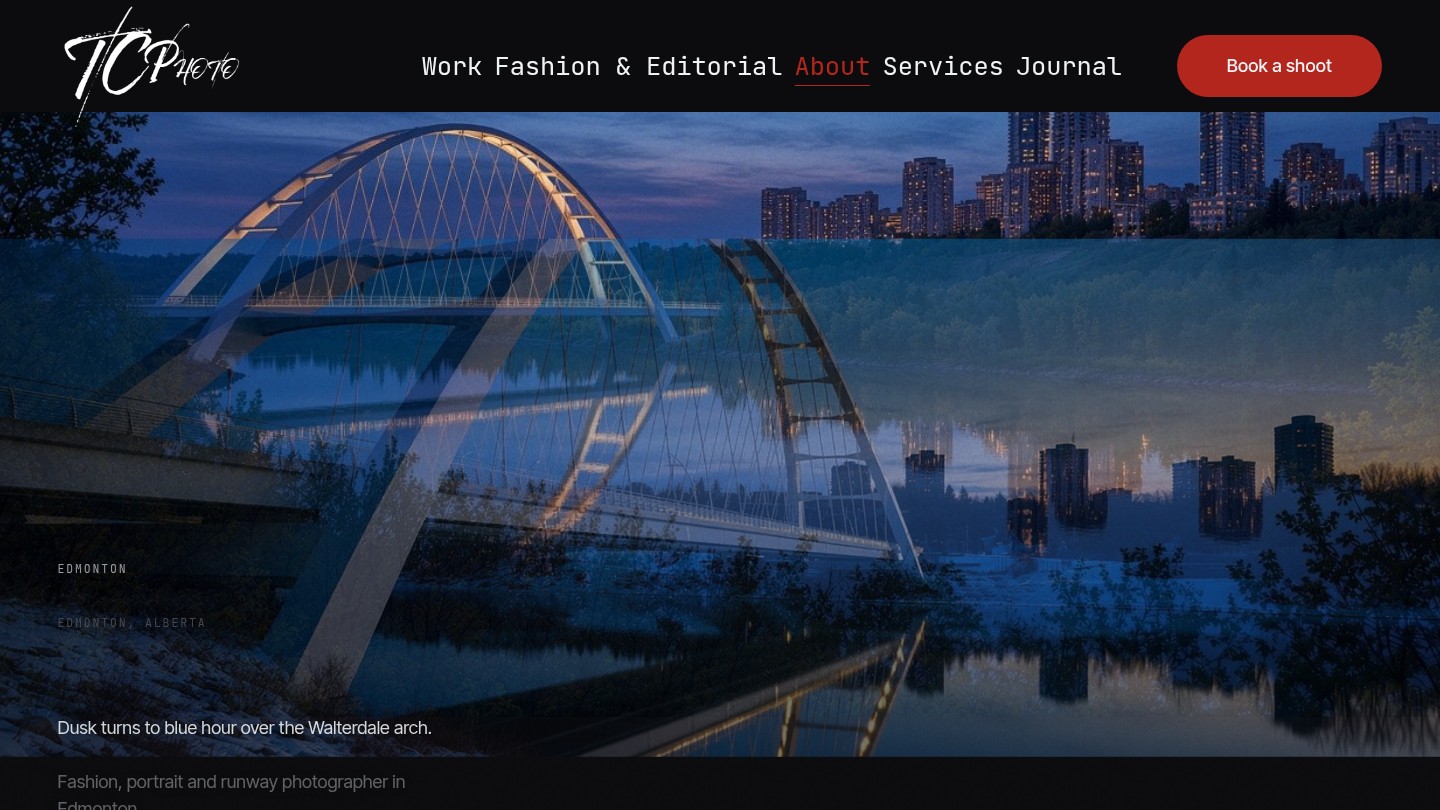 TCPHOTO
Work Fashion & Editorial About Services Journal
Book a shoot
EDMONTON
EDMONTON, ALBERTA
Dusk turns to blue hour over the Walterdale arch.
Fashion, portrait and runway photographer in
Edmonton